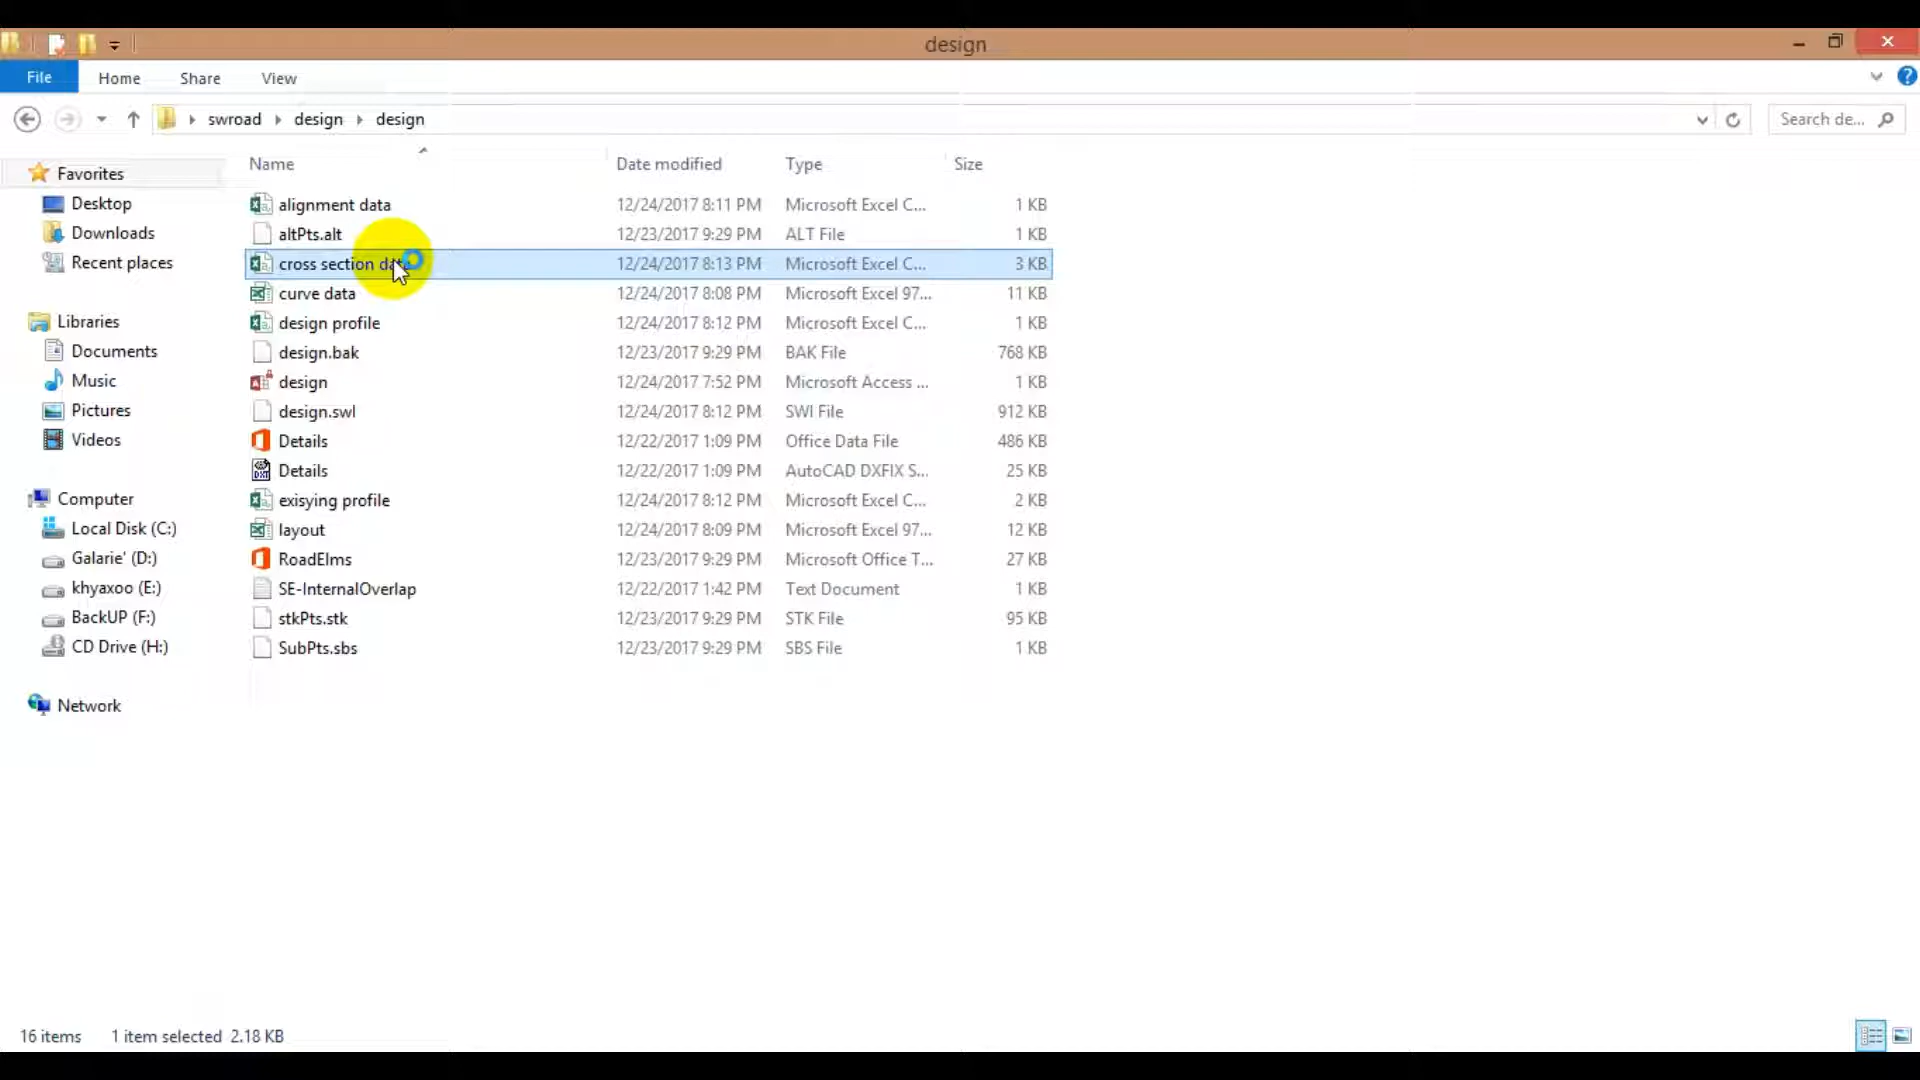 design
File Home Share View
swroad design design Search de...
Name Date modified Type Size
Favorites
Desktop
Downloads
Recent places
Libraries
Documents
Music
Pictures
Videos
Computer
Local Disk (C:)
Galarie' (D:)
khyaxoo (E:)
BackUP (F:)
CD Drive (H:)
Network
alignment data 12/24/2017 8:11 PM Microsoft Excel C... 1 KB
altPts.alt 12/23/2017 9:29 PM ALT File 1 KB
cross section data 12/24/2017 8:13 PM Microsoft Excel C... 3 KB
curve data 12/24/2017 8:08 PM Microsoft Excel 97... 11 KB
design profile 12/24/2017 8:12 PM Microsoft Excel C... 1 KB
design.bak 12/23/2017 9:29 PM BAK File 768 KB
design 12/24/2017 7:52 PM Microsoft Access ... 1 KB
design.swl 12/24/2017 8:12 PM SWI File 912 KB
Details 12/22/2017 1:09 PM Office Data File 486 KB
Details 12/22/2017 1:09 PM AutoCAD DXFIX S... 25 KB
exisying profile 12/24/2017 8:12 PM Microsoft Excel C... 2 KB
layout 12/24/2017 8:09 PM Microsoft Excel 97... 12 KB
RoadElms 12/23/2017 9:29 PM Microsoft Office T... 27 KB
SE-InternalOverlap 12/22/2017 1:42 PM Text Document 1 KB
stkPts.stk 12/23/2017 9:29 PM STK File 95 KB
SubPts.sbs 12/23/2017 9:29 PM SBS File 1 KB
16 items 1 item selected 2.18 KB